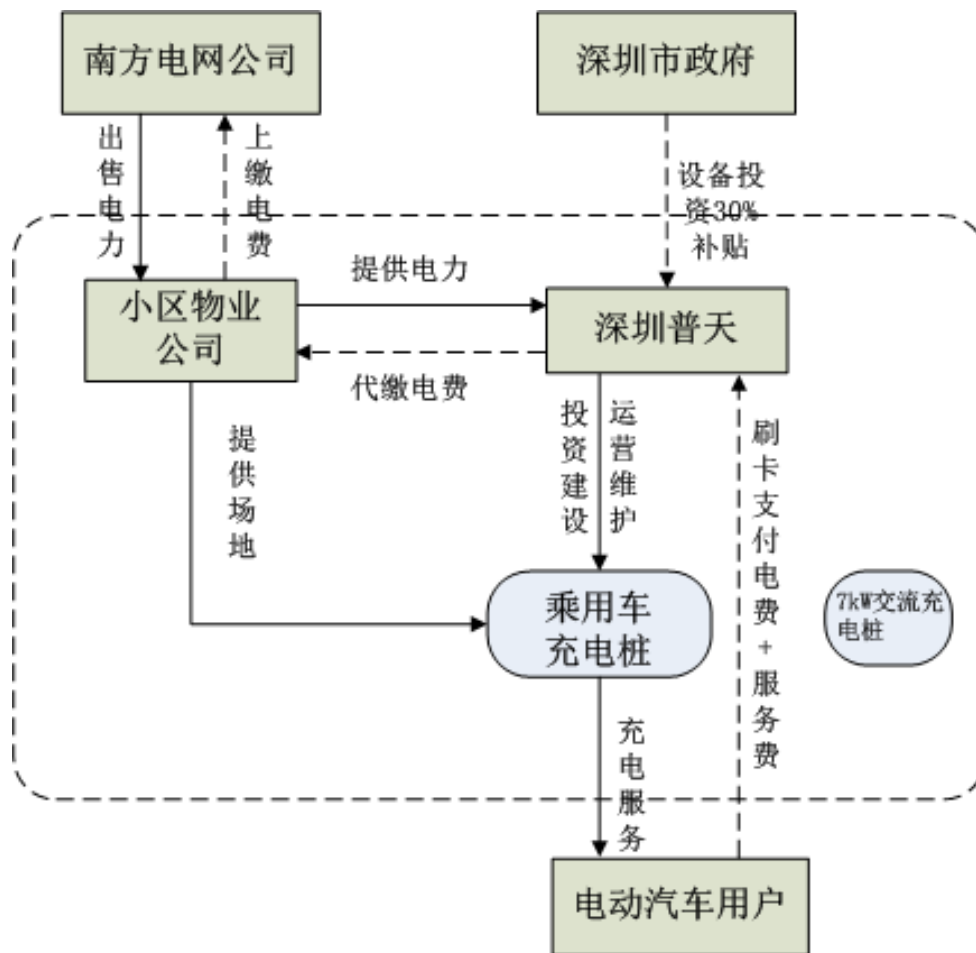 南方电网公司
深圳市政府
出售电力
上缴电费
设备投
资30%
补贴
提供电力
小区物业
公司
深圳普天
代缴电费
提供场地
投资建设
运营维护
刷卡支付电费+服务费
乘用车
充电桩
7kW交流充
电桩
充电服务
电动汽车用户